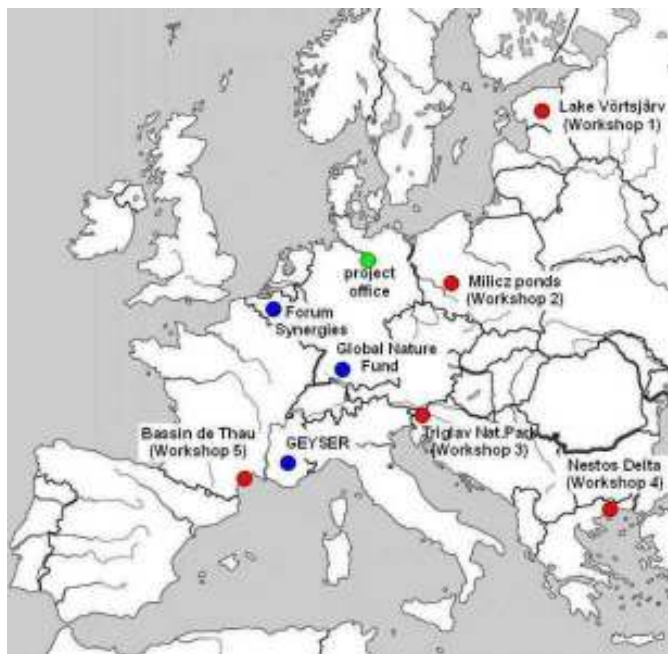 Lake Võrtsjärv
(Workshop 1)
project
office
Milicz ponds
(Workshop 2)
Forum
Synergies
Global Nature
Fund
Bassin de Thau
(Workshop 5)
GEYSER
Triglav Nat.Park
(Workshop 3)
Nestos Delta
(Workshop 4)